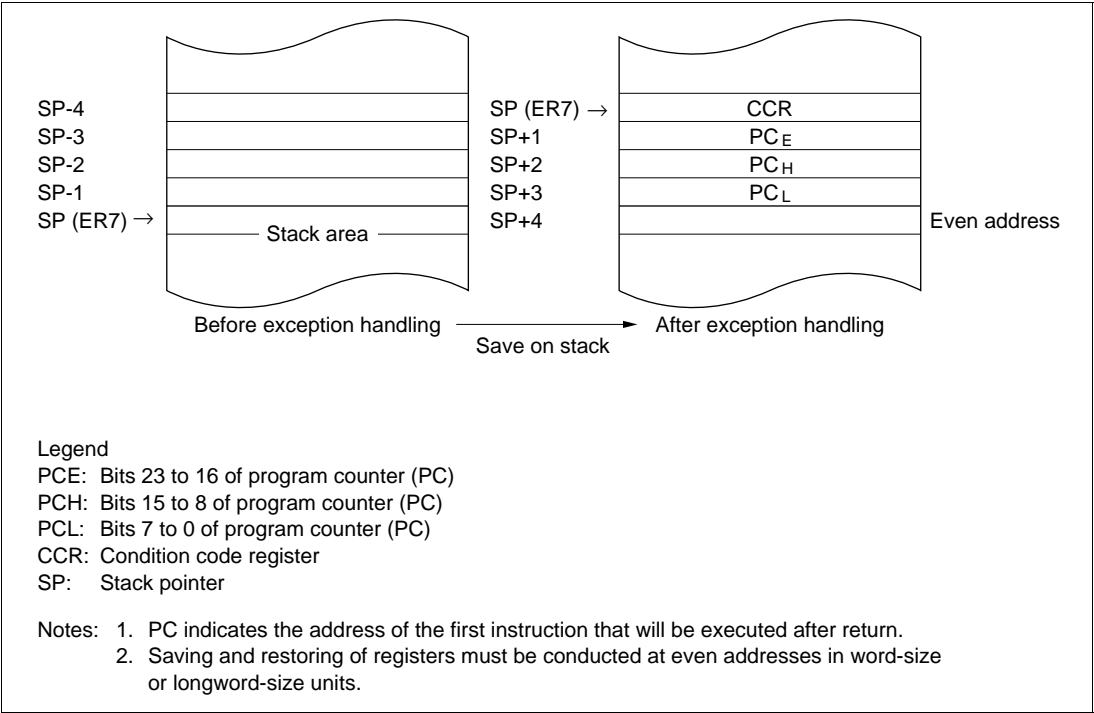 SP-4
SP-3
SP-2
SP-1
SP (ER7) →
Stack area
SP (ER7) →
SP+1
SP+2
SP+3
SP+4
CCR
PC E
PC H
PC L
Even address
Before exception handling
Save on stack
After exception handling
Legend
PCE: Bits 23 to 16 of program counter (PC)
PCH: Bits 15 to 8 of program counter (PC)
PCL: Bits 7 to 0 of program counter (PC)
CCR: Condition code register
SP: Stack pointer
Notes: 1. PC indicates the address of the first instruction that will be executed after return.
2. Saving and restoring of registers must be conducted at even addresses in word-size
or longword-size units.